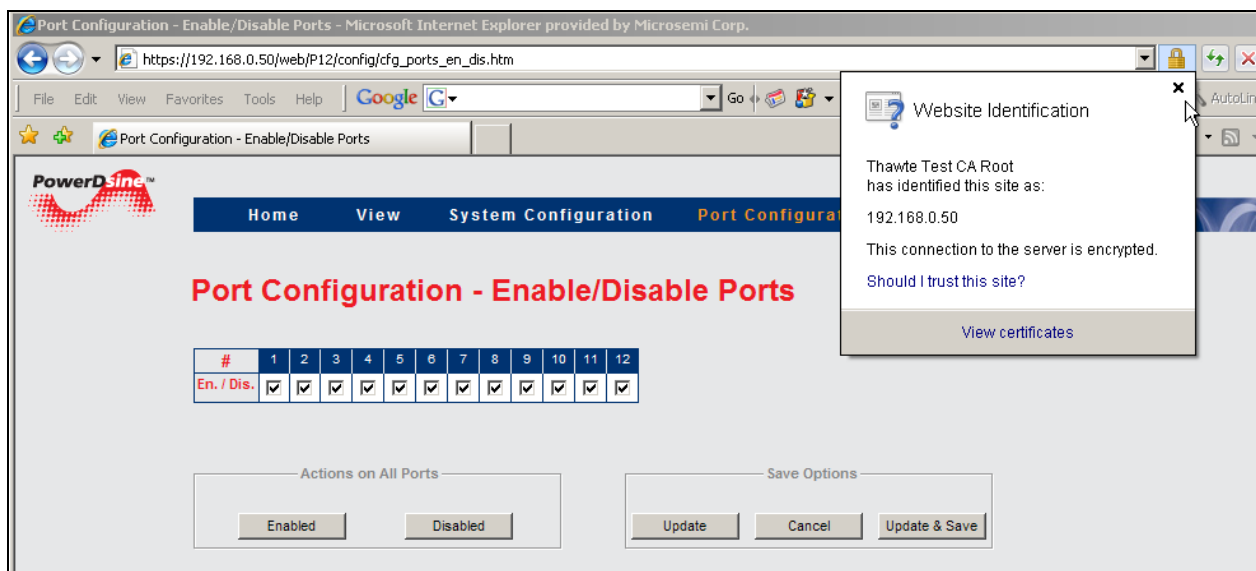 Port Configuration - Enable/Disable Ports - Microsoft Internet Explorer provided by Microsemi Corp.
https://192.168.0.50/web/P12/config/cfg_ports_en_dis.htm
File Edit View Favorites Tools Help Google G Go
Port Configuration - Enable/Disable Ports
PowerDsine™
Home View System Configuration Port Configurat
Port Configuration - Enable/Disable Ports
# 1 2 3 4 5 6 7 8 9 10 11 12
En. / Dis.
Actions on All Ports
Enabled Disabled
Save Options
Update Cancel Update & Save
Website Identification
Thawte Test CA Root
has identified this site as:
192.168.0.50
This connection to the server is encrypted.
Should I trust this site?
View certificates